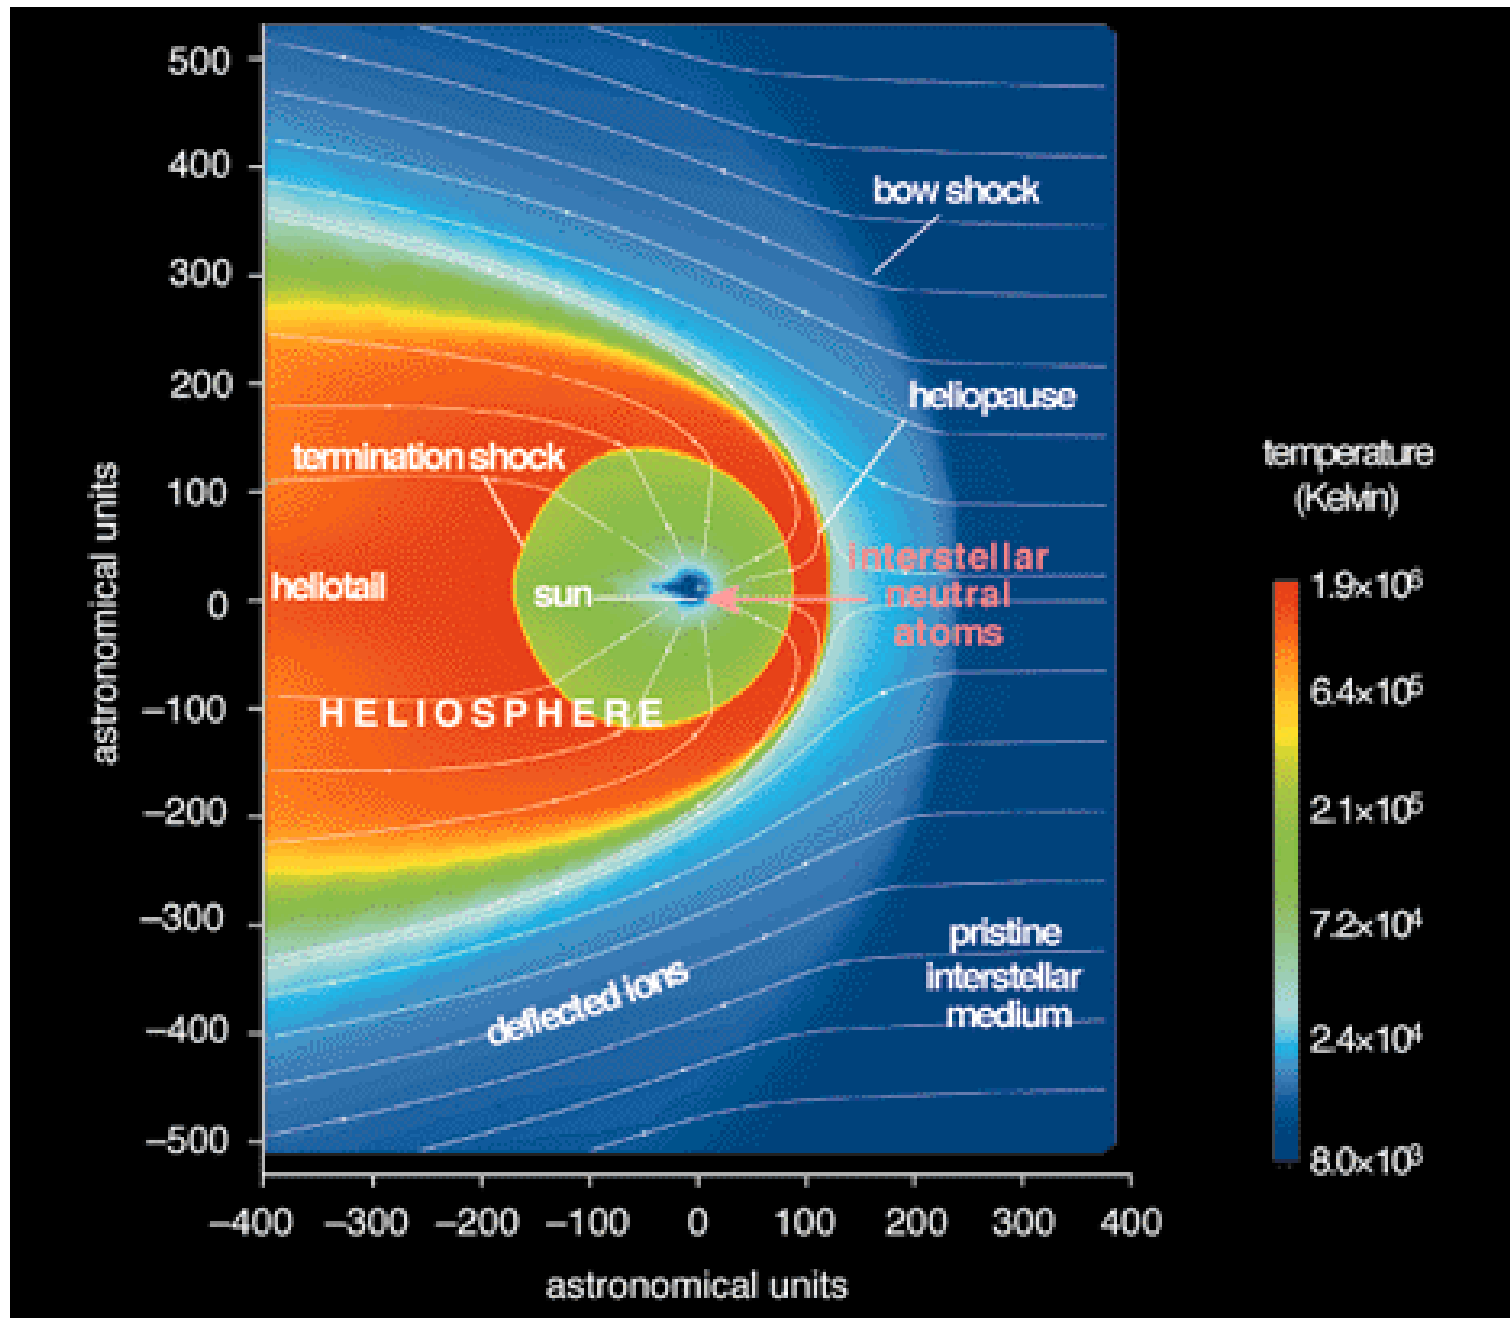 500
400
300
200
100
0
−100
−200
−300
−400
−500
astronomical units
−400 −300 −200 −100 0 100 200 300 400
astronomical units
bow shock
heliopause
termination shock
interstellar
neutral
atoms
heliotail
sun
HELIOSPHERE
deflected ions
pristine
interstellar
medium
temperature
(Kelvin)
1.9×10⁶
6.4×10⁵
2.1×10⁵
7.2×10⁴
2.4×10⁴
8.0×10³